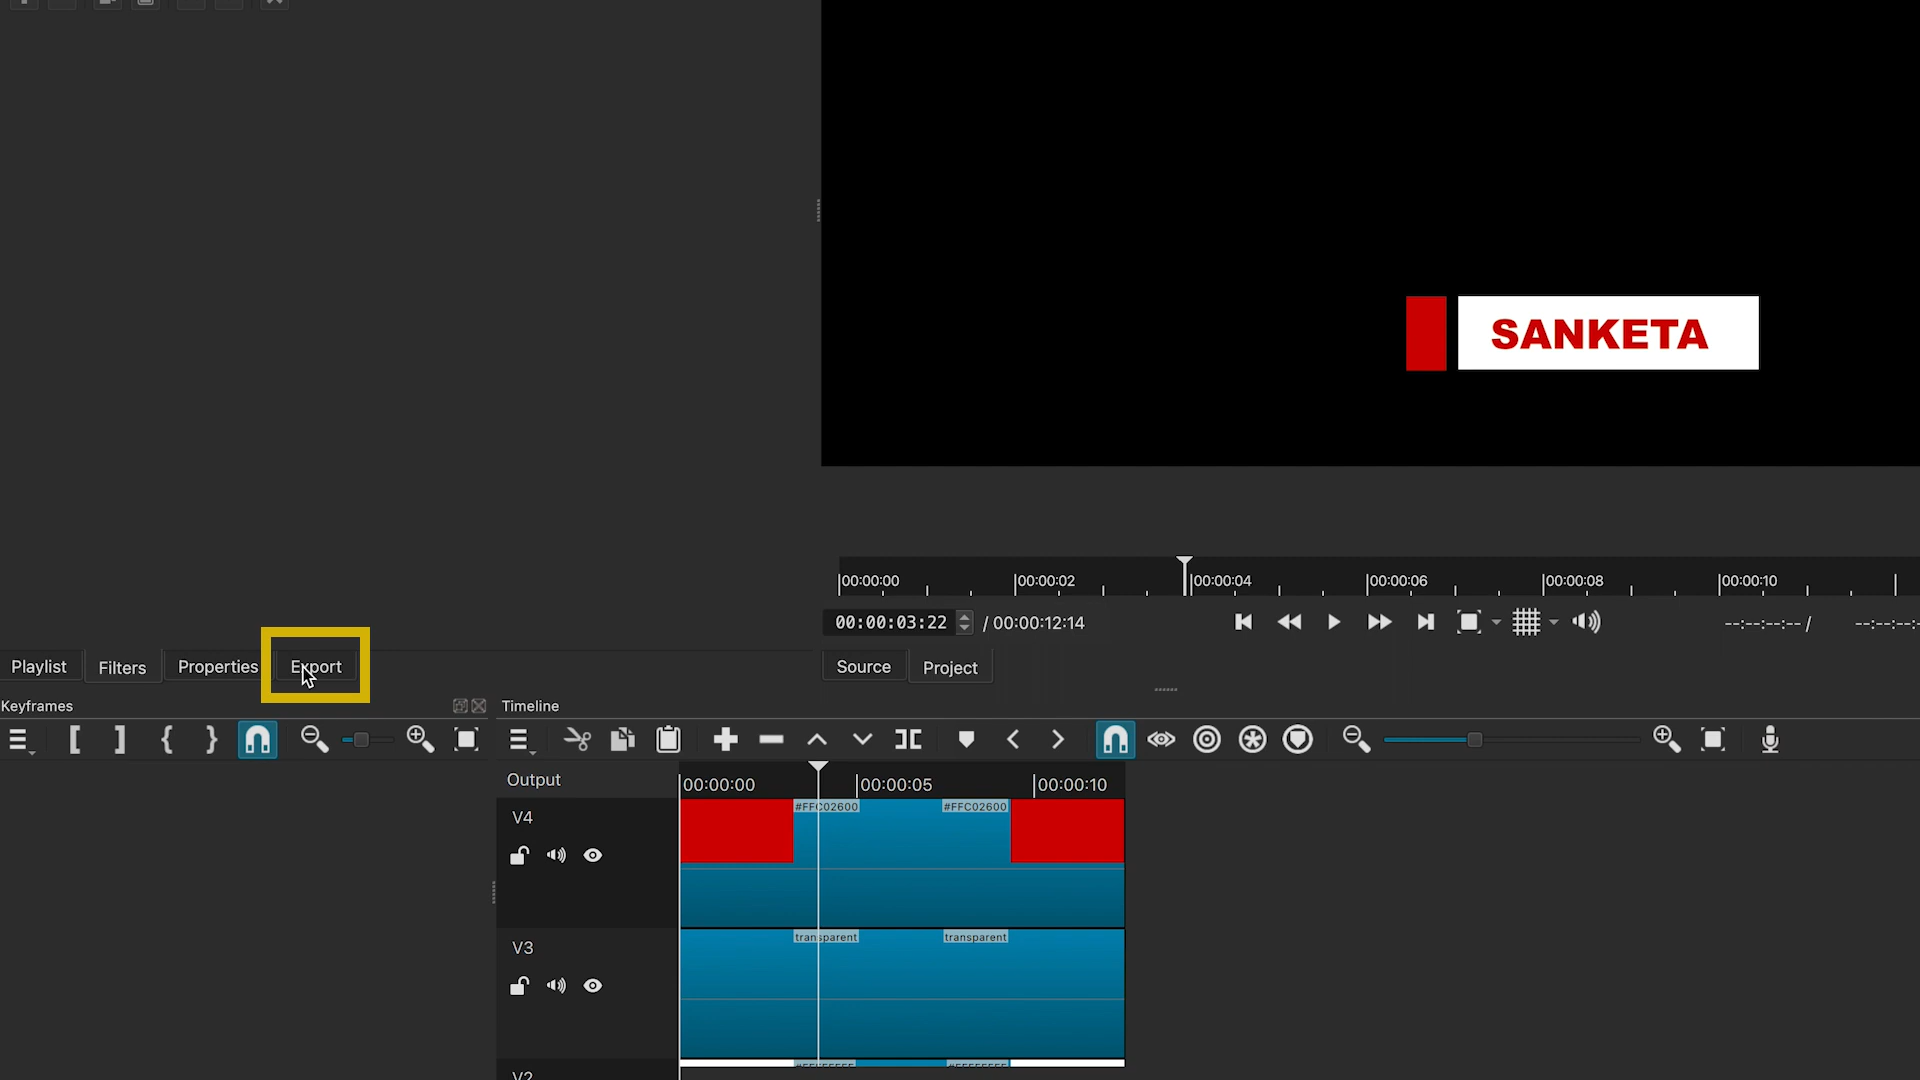 SANKETA
00:00:00 00:00:02 00:00:04 00:00:06 00:00:08 00:00:10
00:00:03:22 / 00:00:12:14 --:--:--:-- / --:--:--:
Playlist Filters Properties Export Source Project
Keyframes Timeline
Output 00:00:00 00:00:05 00:00:10
V4 #FFC02600 #FFC02600
V3 transparent transparent
V2 #FFFFFFFF #FFFFFFFF